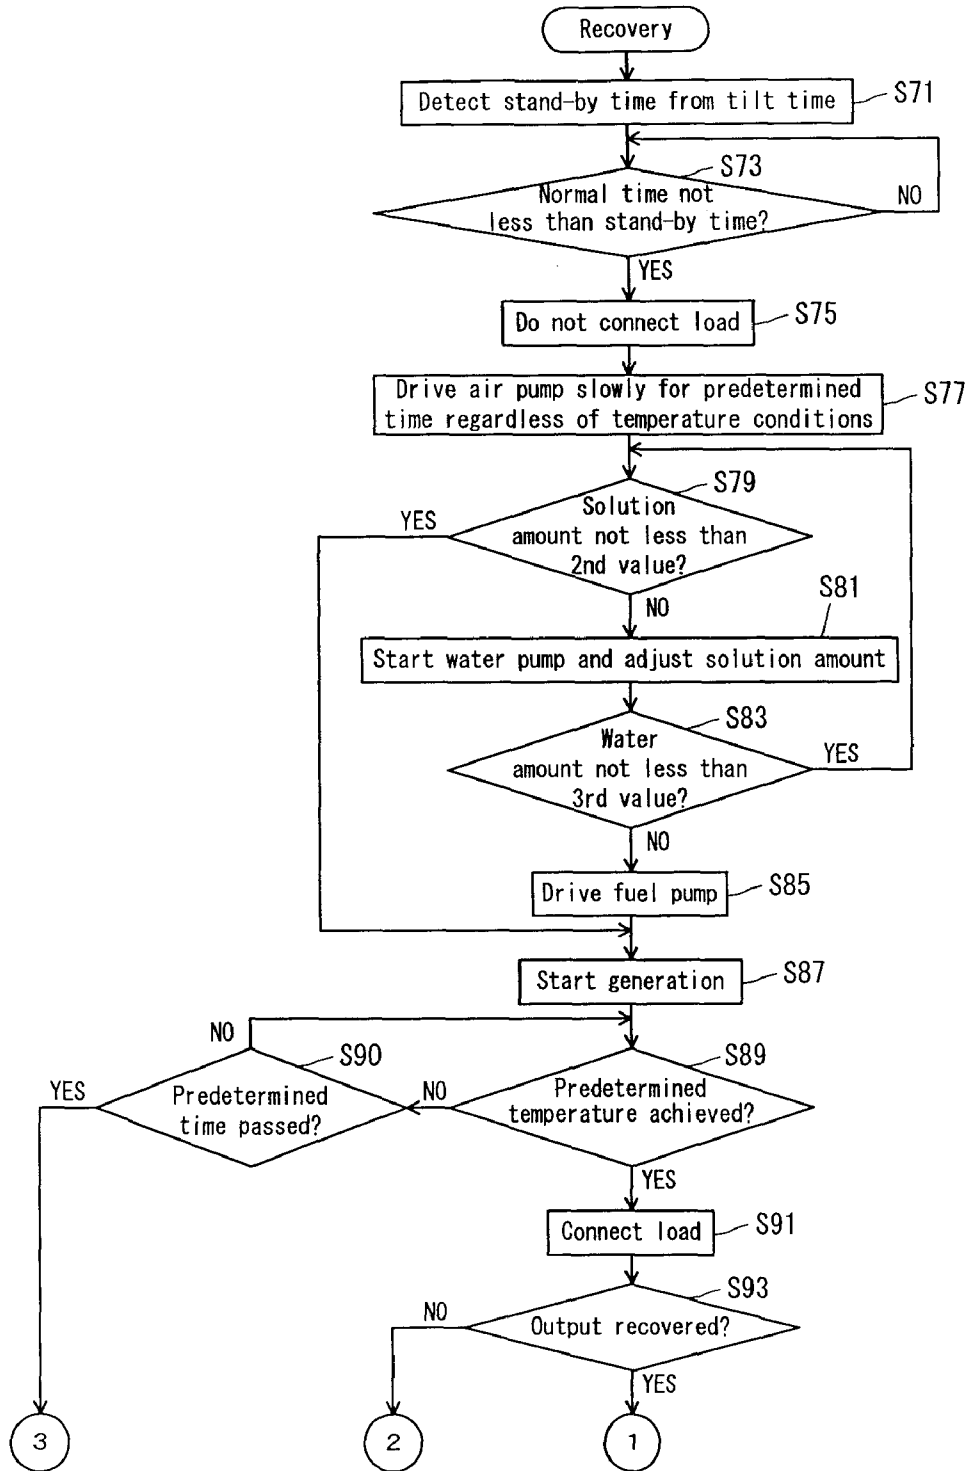 Recovery
Detect stand-by time from tilt time
S71
S73
Normal time not
less than stand-by time?
NO
YES
Do not connect load
S75
Drive air pump slowly for predetermined
time regardless of temperature conditions
S77
S79
YES
Solution
amount not less than
2nd value?
S81
NO
Start water pump and adjust solution amount
S83
Water
amount not less than
3rd value?
YES
NO
Drive fuel pump
S85
Start generation
S87
NO
S90
S89
YES
Predetermined
time passed?
NO
Predetermined
temperature achieved?
YES
Connect load
S91
S93
NO
Output recovered?
YES
3
2
1